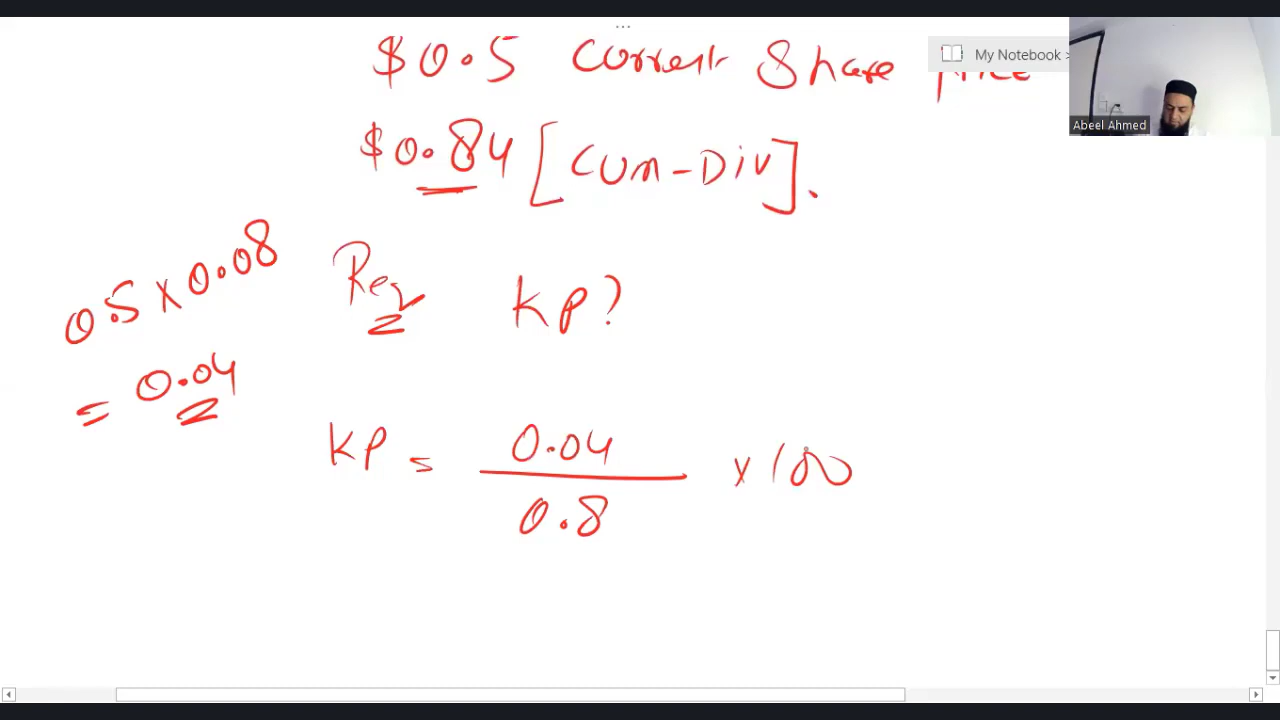 ...
$0.5 Current Share price
My Notebook >
Abeel Ahmed
$0.84 [CUM-DIV].
0.5 x 0.08
= 0.04
Req KP?
KP = 0.04
0.8
x 100